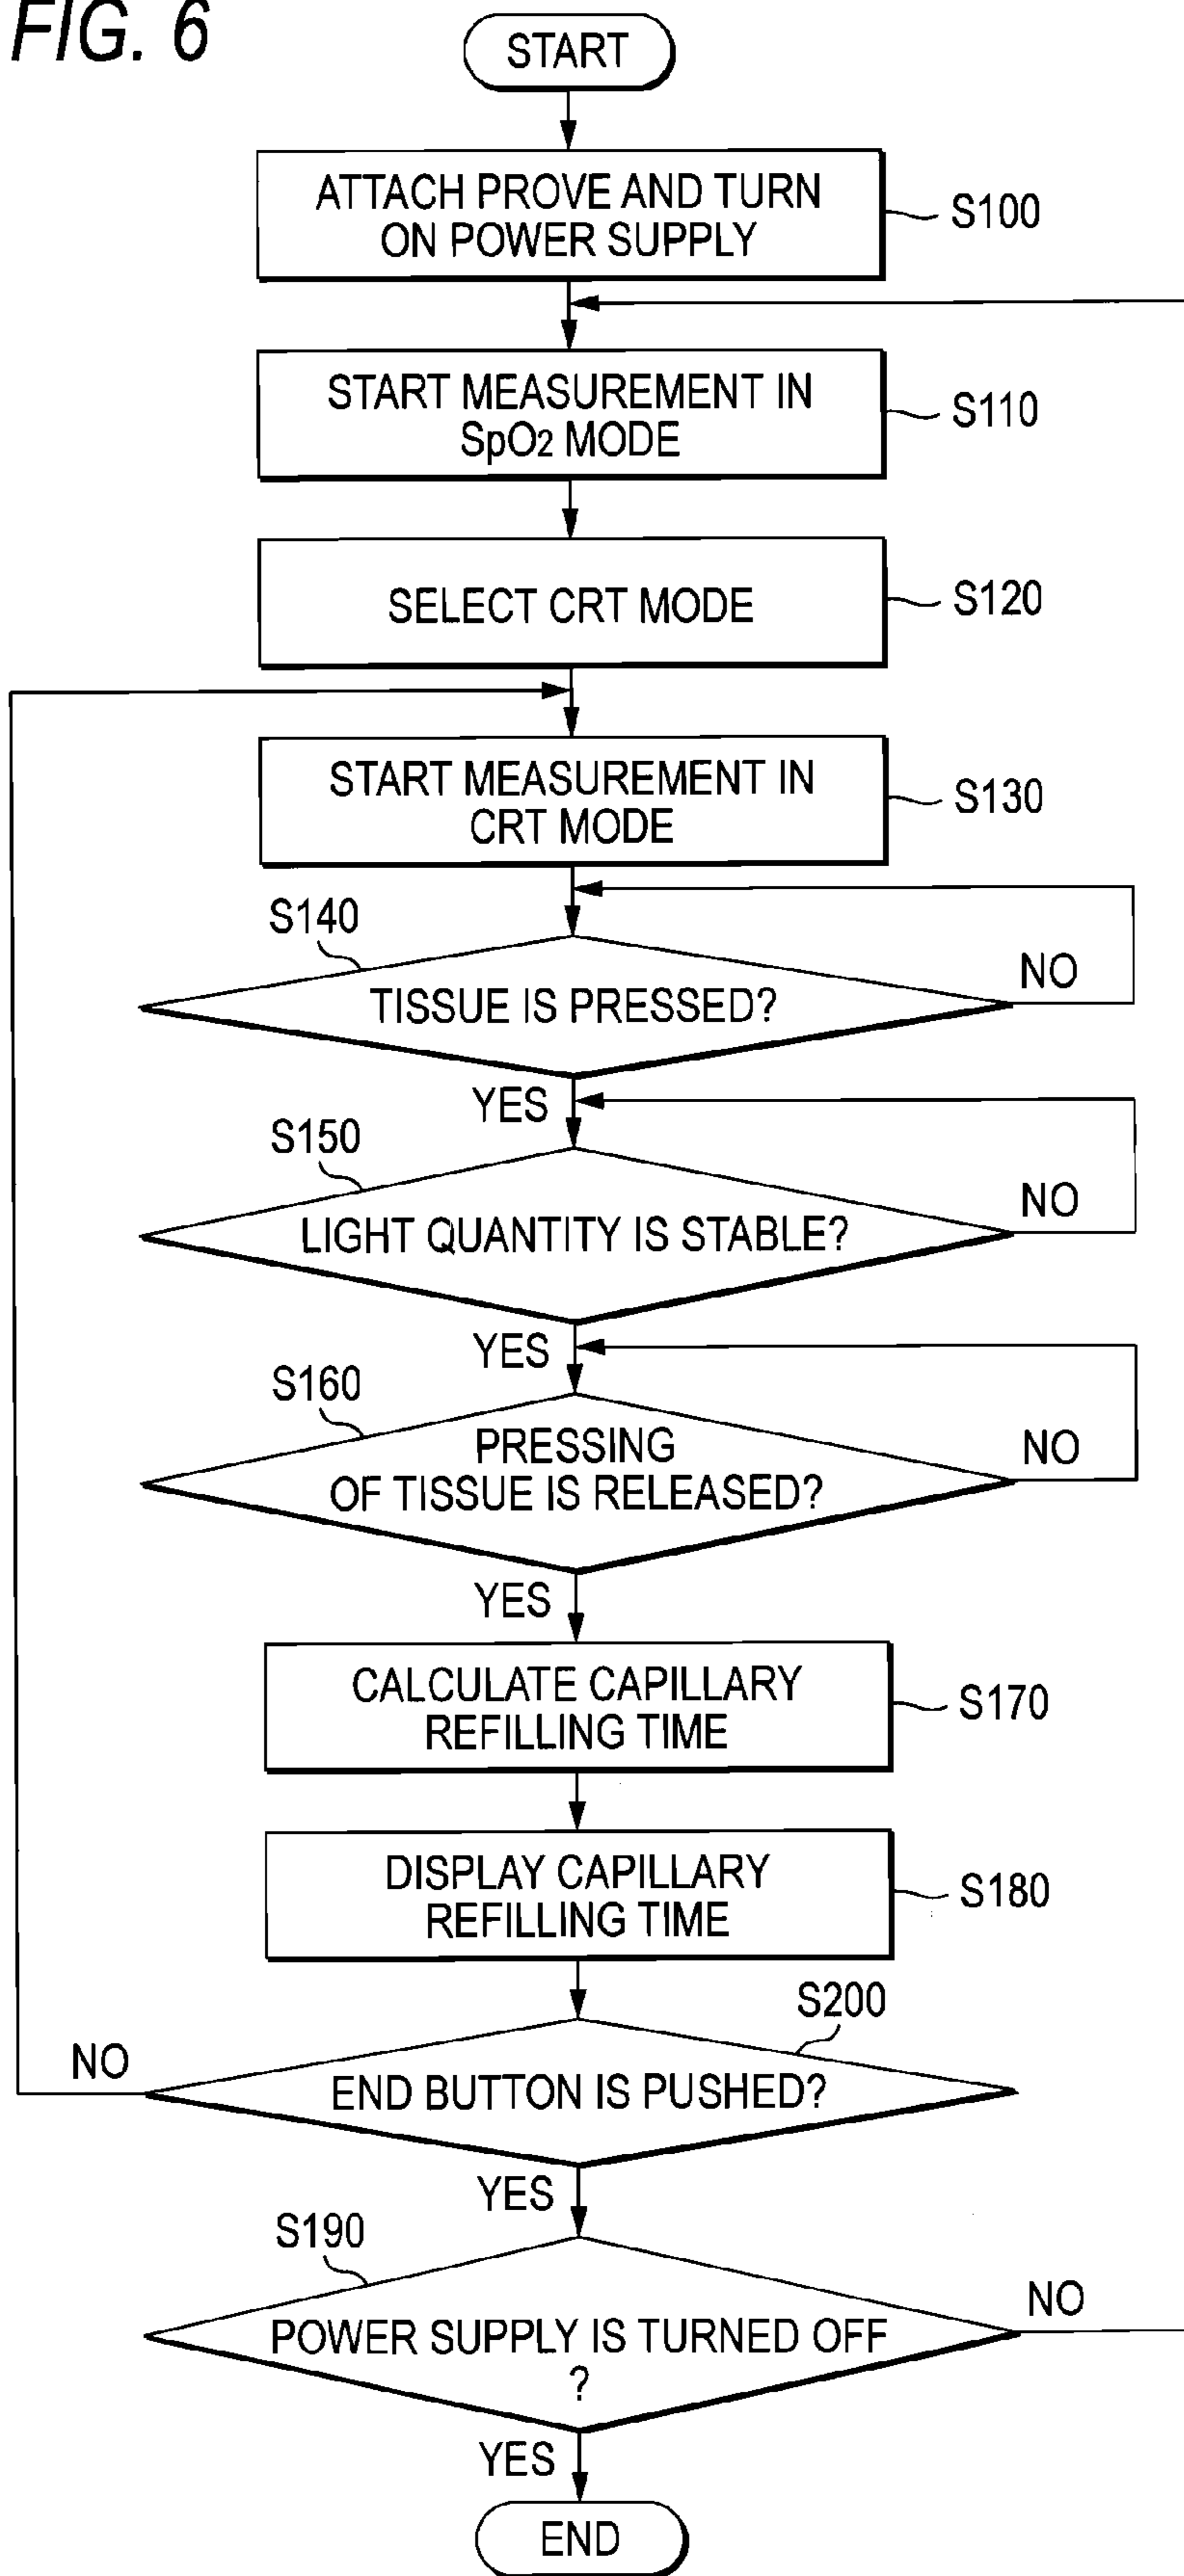 FIG. 6
START
ATTACH PROVE AND TURN
ON POWER SUPPLY
S100
START MEASUREMENT IN
SpO2 MODE
S110
SELECT CRT MODE
S120
START MEASUREMENT IN
CRT MODE
S130
S140
TISSUE IS PRESSED?
NO
YES
S150
LIGHT QUANTITY IS STABLE?
NO
YES
S160
PRESSING
OF TISSUE IS RELEASED?
NO
YES
CALCULATE CAPILLARY
REFILLING TIME
S170
DISPLAY CAPILLARY
REFILLING TIME
S180
S200
NO
END BUTTON IS PUSHED?
YES
S190
NO
POWER SUPPLY IS TURNED OFF
?
YES
END